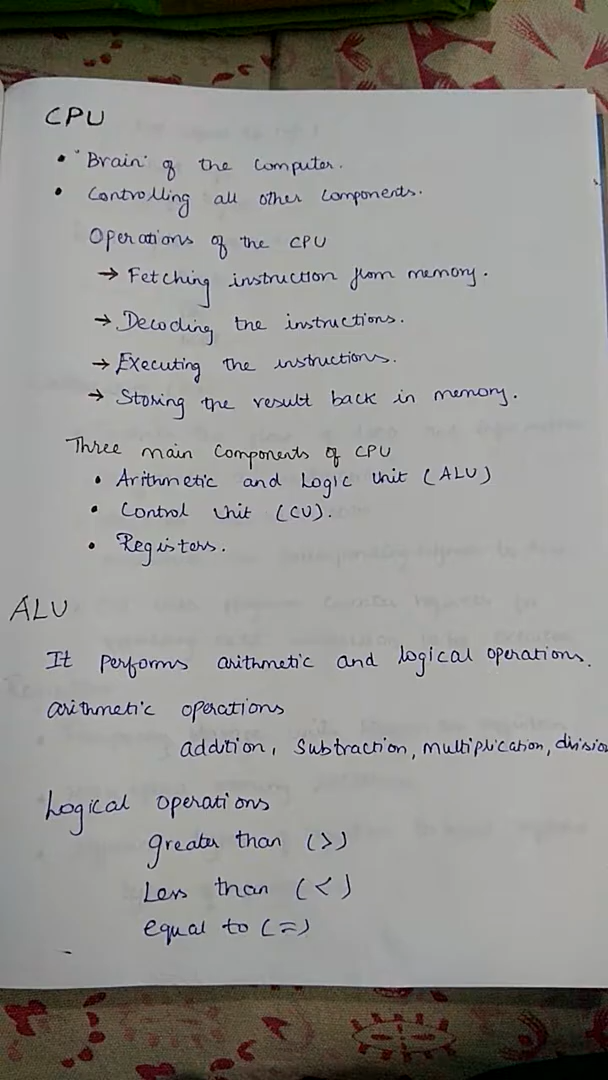 CPU
• "Brain" of the computer.
• Controlling all other components.
Operations of the CPU
→ Fetching instruction from memory.
→ Decoding the instructions.
→ Executing the instructions.
→ Storing the result back in memory.
Three main components of CPU
• Arithmetic and Logic Unit (ALU)
• Control Unit (CU).
• Registers.
ALU
It performs arithmetic and logical operations.
arithmetic operations
addition, subtraction, multiplication, division
Logical operations
greater than (>)
Less than (<)
equal to (=)